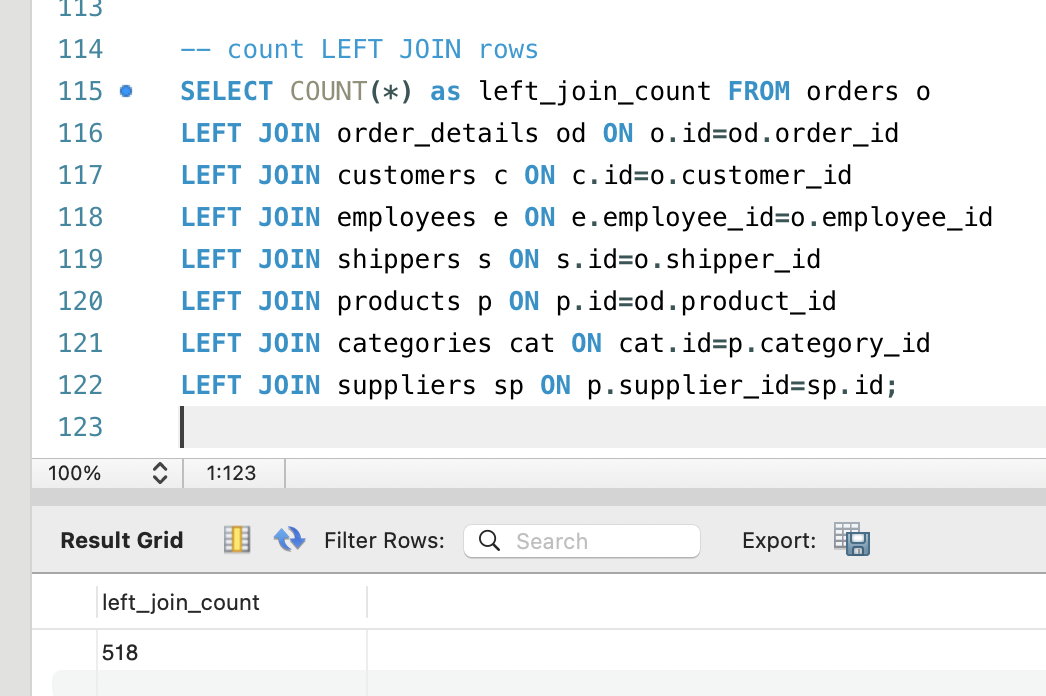 113
114 -- count LEFT JOIN rows
115 SELECT COUNT(*) as left_join_count FROM orders o
116 LEFT JOIN order_details od ON o.id=od.order_id
117 LEFT JOIN customers c ON c.id=o.customer_id
118 LEFT JOIN employees e ON e.employee_id=o.employee_id
119 LEFT JOIN shippers s ON s.id=o.shipper_id
120 LEFT JOIN products p ON p.id=od.product_id
121 LEFT JOIN categories cat ON cat.id=p.category_id
122 LEFT JOIN suppliers sp ON p.supplier_id=sp.id;
123
100% 1:123
Result Grid Filter Rows: Search Export:
left_join_count
518